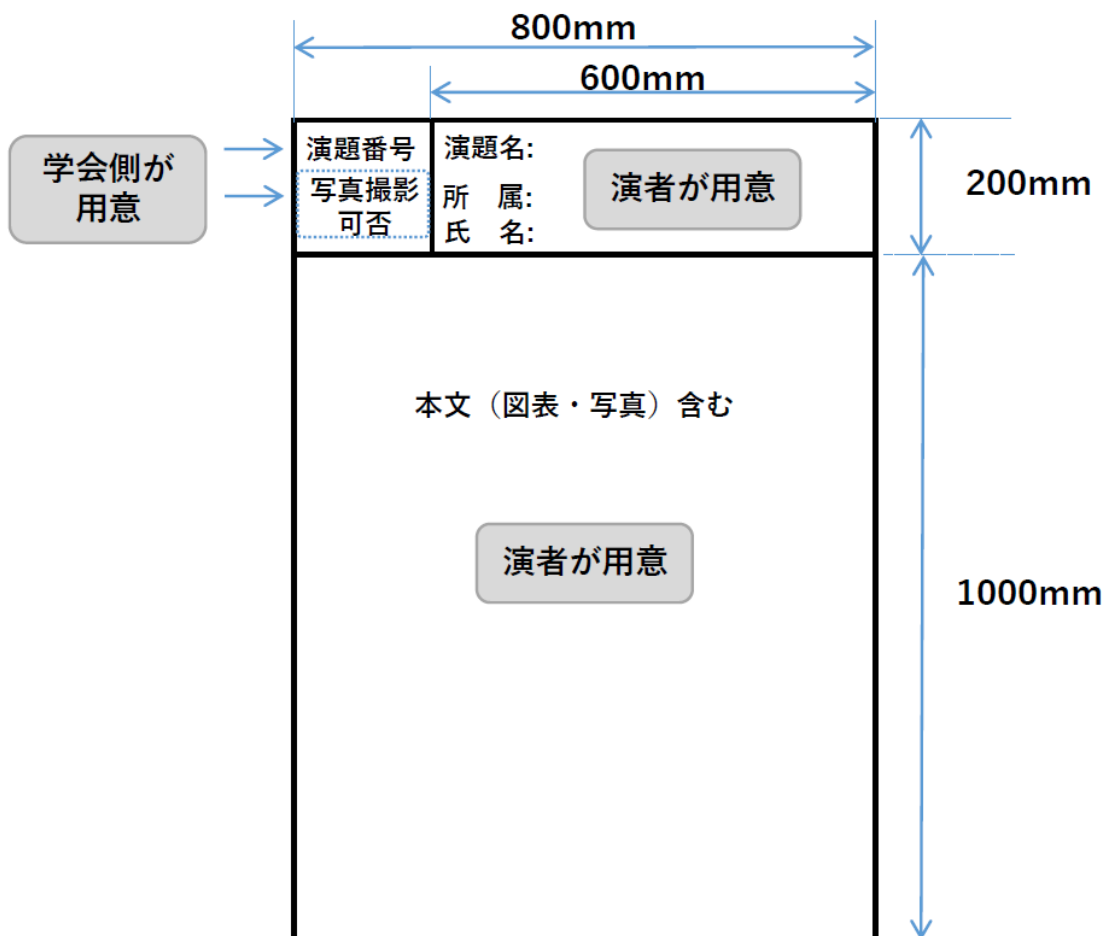 800mm
600mm
学会側が
用意
演題番号
写真撮影
可否
演題名:
所　属:
氏　名:
演者が用意
200mm
本文（図表・写真）含む
演者が用意
1000mm